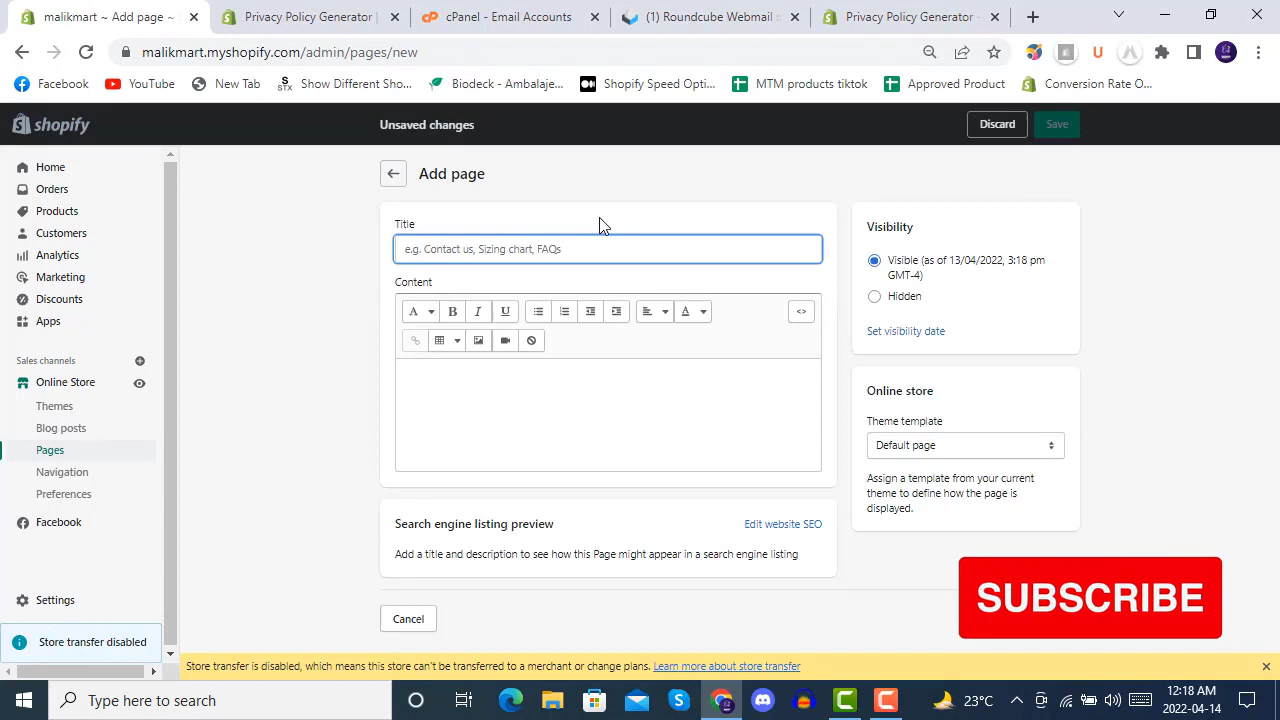 malikmart ~ Add page ~
Privacy Policy Generator |
cPanel - Email Accounts
(1) Roundcube Webmail ::
Privacy Policy Generator -
malikmart.myshopify.com/admin/pages/new
Facebook
YouTube
New Tab
Show Different Sho...
Biodeck - Ambalaje...
Shopify Speed Opti...
MTM products tiktok
Approved Product
Conversion Rate O...
shopify
Unsaved changes
Discard
Save
Home
Orders
Products
Customers
Analytics
Marketing
Discounts
Apps
Sales channels
Online Store
Themes
Blog posts
Pages
Navigation
Preferences
Facebook
Settings
Store transfer disabled
Add page
Title
e.g. Contact us, Sizing chart, FAQs
Content
A
B
I
U
A
<>
Search engine listing preview
Edit website SEO
Add a title and description to see how this Page might appear in a search engine listing
Cancel
Visibility
Visible (as of 13/04/2022, 3:18 pm
GMT-4)
Hidden
Set visibility date
Online store
Theme template
Default page
Assign a template from your current
theme to define how the page is
displayed.
SUBSCRIBE
Store transfer is disabled, which means this store can't be transferred to a merchant or change plans. Learn more about store transfer
Type here to search
23°C
12:18 AM
2022-04-14